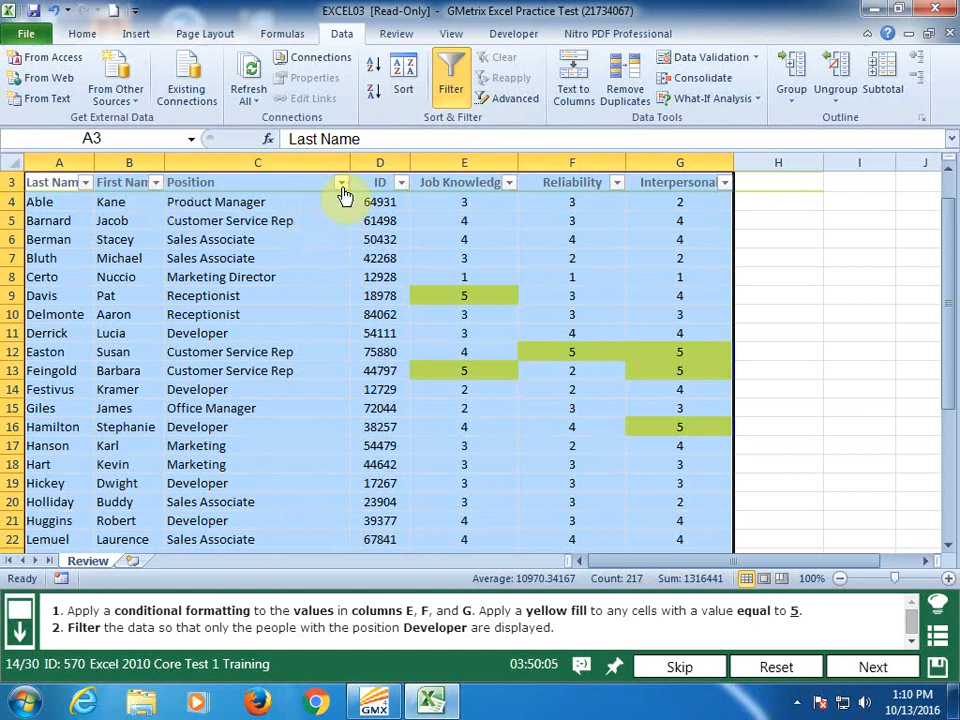 EXCEL03 [Read-Only] - GMetrix Excel Practice Test (21734067)
File Home Insert Page Layout Formulas Data Review View Developer Nitro PDF Professional
From Access
From Web
From Text
From Other Sources
Existing Connections
Get External Data
Refresh All
Connections
Properties
Edit Links
Connections
Sort
Filter
Clear
Reapply
Advanced
Sort & Filter
Text to Columns
Remove Duplicates
Data Validation
Consolidate
What-If Analysis
Data Tools
Group
Ungroup
Subtotal
Outline
A3 fx Last Name
A B C D E F G H I J
3 Last Nam First Nam Position ID Job Knowledg Reliability Interpersonal
4 Able Kane Product Manager 64931 3 3 2
5 Barnard Jacob Customer Service Rep 61498 4 3 4
6 Berman Stacey Sales Associate 50432 4 4 4
7 Bluth Michael Sales Associate 42268 3 2 2
8 Certo Nuccio Marketing Director 12928 1 1 1
9 Davis Pat Receptionist 18978 5 3 4
10 Delmonte Aaron Receptionist 84062 3 3 3
11 Derrick Lucia Developer 54111 3 4 4
12 Easton Susan Customer Service Rep 75880 4 5 5
13 Feingold Barbara Customer Service Rep 44797 5 2 5
14 Festivus Kramer Developer 12729 2 2 4
15 Giles James Office Manager 72044 2 3 3
16 Hamilton Stephanie Developer 38257 4 4 5
17 Hanson Karl Marketing 54479 3 2 4
18 Hart Kevin Marketing 44642 3 3 3
19 Hickey Dwight Developer 17267 3 3 3
20 Holliday Buddy Sales Associate 23904 3 3 2
21 Huggins Robert Developer 39377 4 3 4
22 Lemuel Laurence Sales Associate 67841 4 4 4
Review
Ready Average: 10970.34167 Count: 217 Sum: 1316441 100%
1. Apply a conditional formatting to the values in columns E, F, and G. Apply a yellow fill to any cells with a value equal to 5.
2. Filter the data so that only the people with the position Developer are displayed.
14/30 ID: 570 Excel 2010 Core Test 1 Training 03:50:05 Skip Reset Next
GMX
1:10 PM
10/13/2016